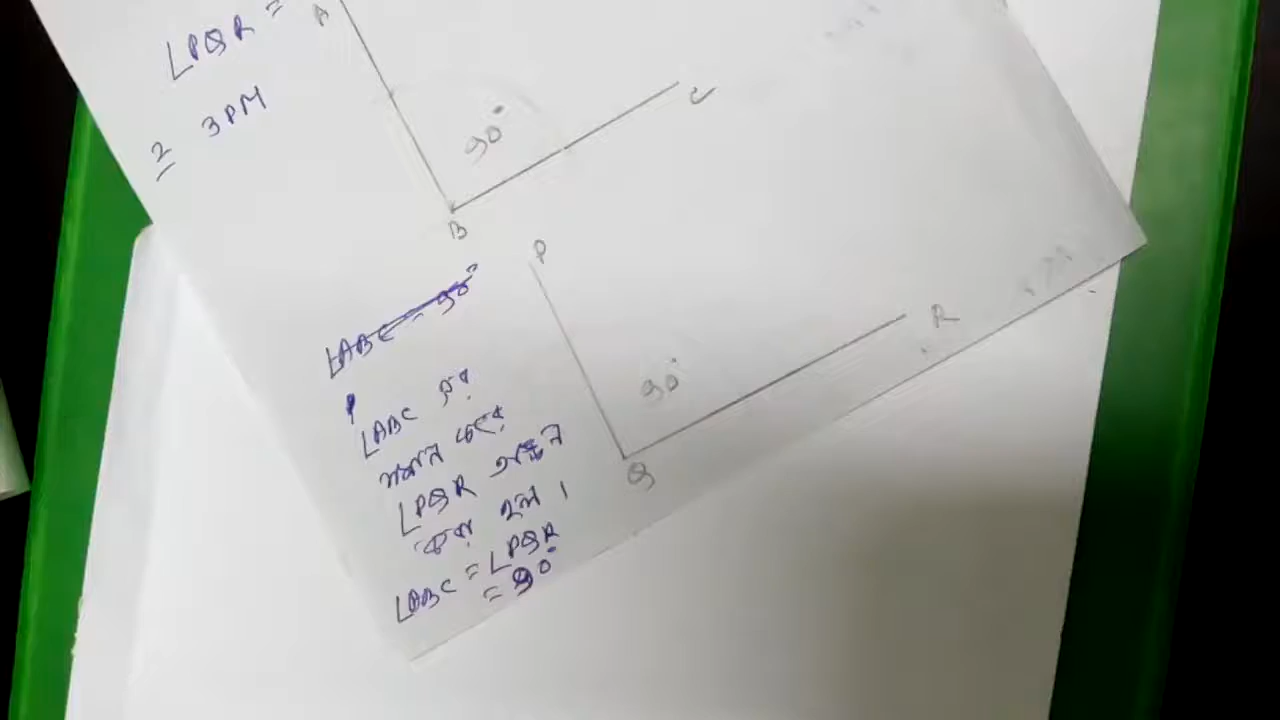 ∠PQR =
2 3PM
A
90°
C
B
P
90°
R
Q
∠ABC = 90°
∠ABC এর
সমান করে
∠PQR অঙ্কন
করা হল।
∠ABC = ∠PQR
= 90°